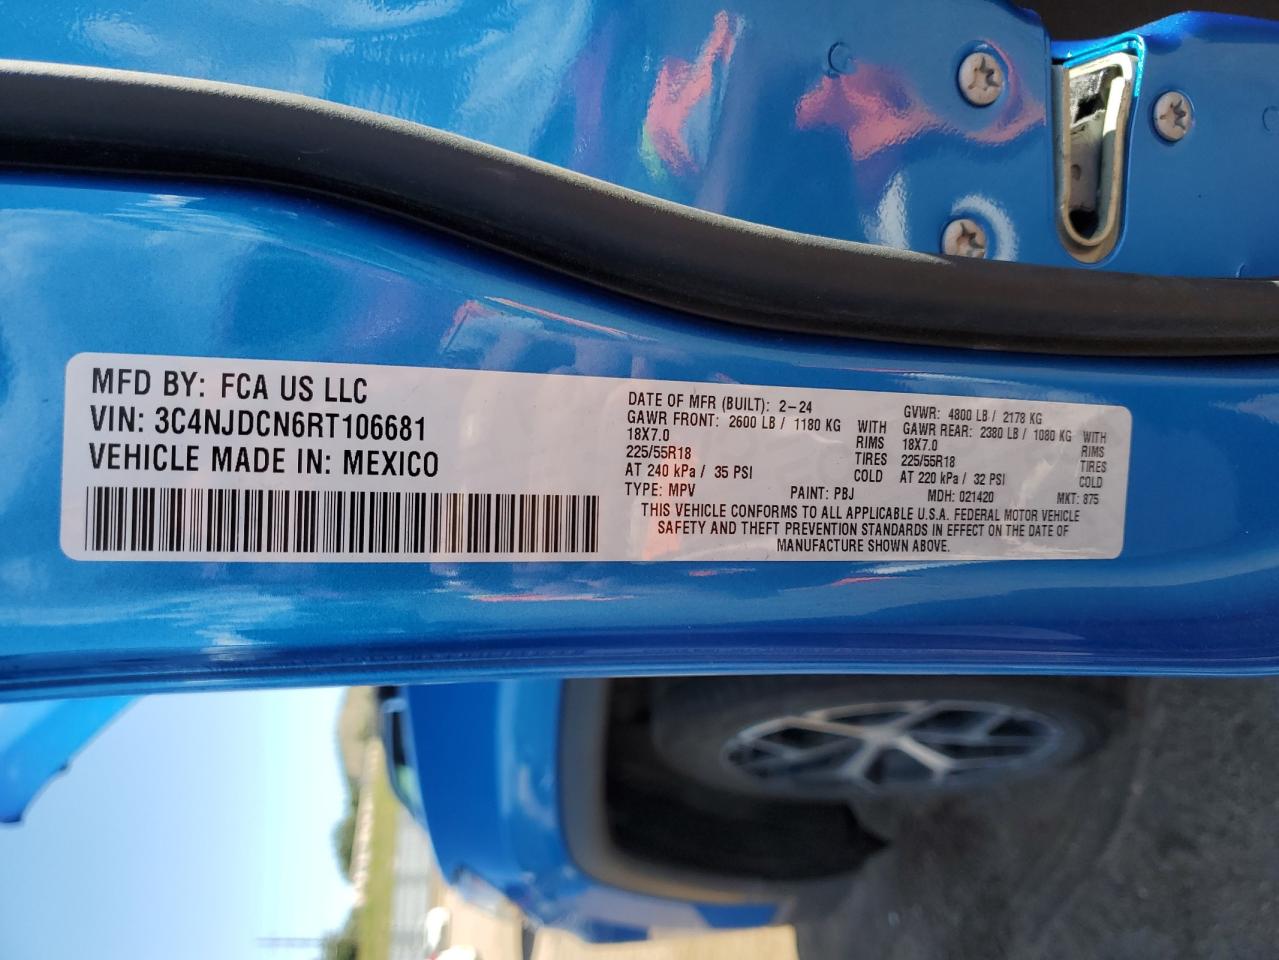 MFD BY: FCA US LLC
VIN: 3C4NJDCN6RT106681
VEHICLE MADE IN: MEXICO
DATE OF MFR (BUILT): 2-24
GAWR FRONT: 2600 LB / 1180 KG WITH
18X7.0 RIMS
225/55R18 TIRES
AT 240 kPa / 35 PSI COLD
TYPE: MPV PAINT: PBJ
GVWR: 4800 LB / 2178 KG
GAWR REAR: 2380 LB / 1080 KG WITH
18X7.0 RIMS
225/55R18 TIRES
AT 220 kPa / 32 PSI COLD
MDH: 021420 MKT: 875
THIS VEHICLE CONFORMS TO ALL APPLICABLE U.S.A. FEDERAL MOTOR VEHICLE
SAFETY AND THEFT PREVENTION STANDARDS IN EFFECT ON THE DATE OF
MANUFACTURE SHOWN ABOVE.